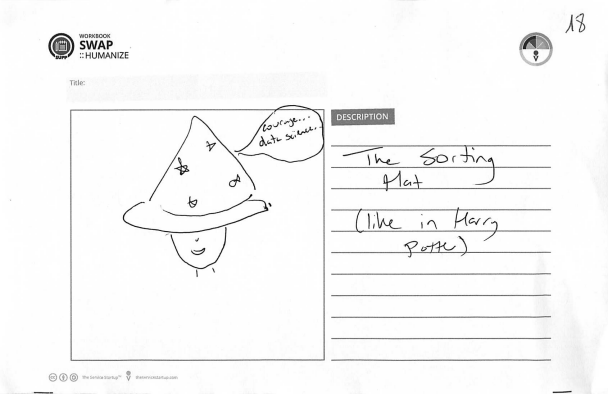 18
WORKBOOK
SWAP
:: HUMANIZE
Title:
courage...
data science...
DESCRIPTION
The Sorting
Hat
(like in Harry
Potter)
The Service Startup™